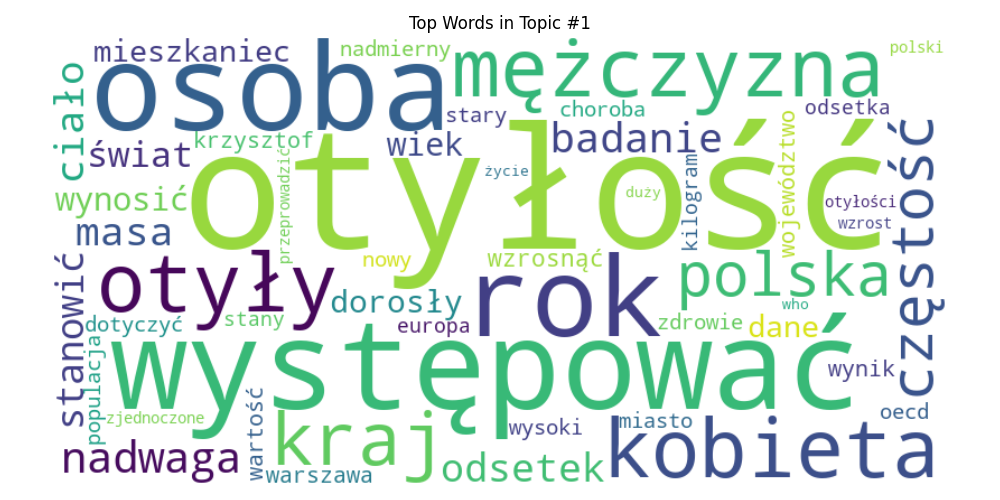 Top Words in Topic #1
mieszkaniec
nadmierny
polski
osoba
mężczyzna
ciało
stary
choroba
odsetka
krzysztof
wiek
badanie
województwo
częstość
świat
przeprowadzić
otyłość
życie
duży
kilogram
otyłości
wynosić
wzrost
masa
otyły
nowy
wzrosnąć
polska
rok
stanowić
dorosły
who
dotyczyć
stany
europa
zdrowie
dane
populacja
występować
wynik
zjednoczone
wartość
kraj
wysoki
miasto
oecd
kobieta
nadwaga
warszawa
odsetek